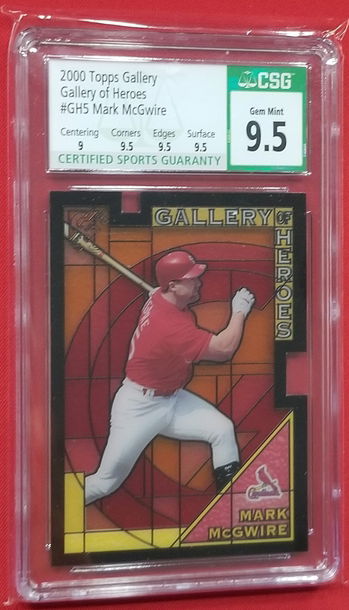 2000 Topps Gallery
Gallery of Heroes
#GH5 Mark McGwire
Centering Corners Edges Surface
9 9.5 9.5 9.5
CERTIFIED SPORTS GUARANTY
CSG
Gem Mint
9.5
GALLERY OF
HEROES
MARK
McGWIRE